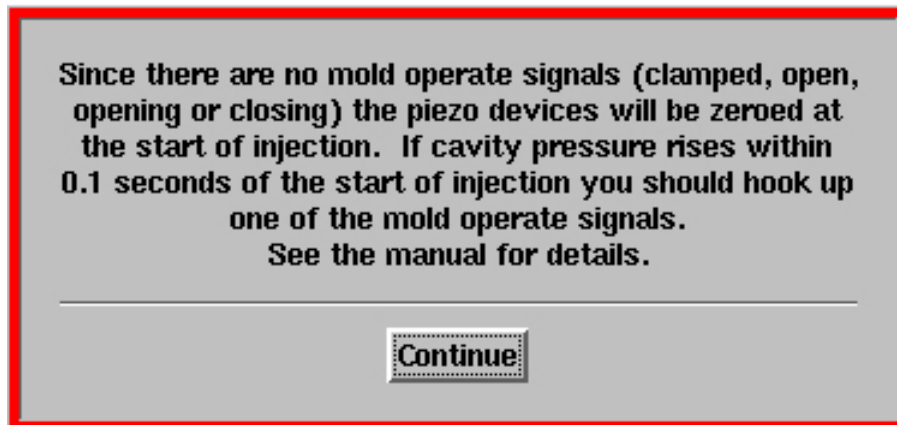 Since there are no mold operate signals (clamped, open,
opening or closing) the piezo devices will be zeroed at
the start of injection.  If cavity pressure rises within
0.1 seconds of the start of injection you should hook up
one of the mold operate signals.
See the manual for details.
Continue